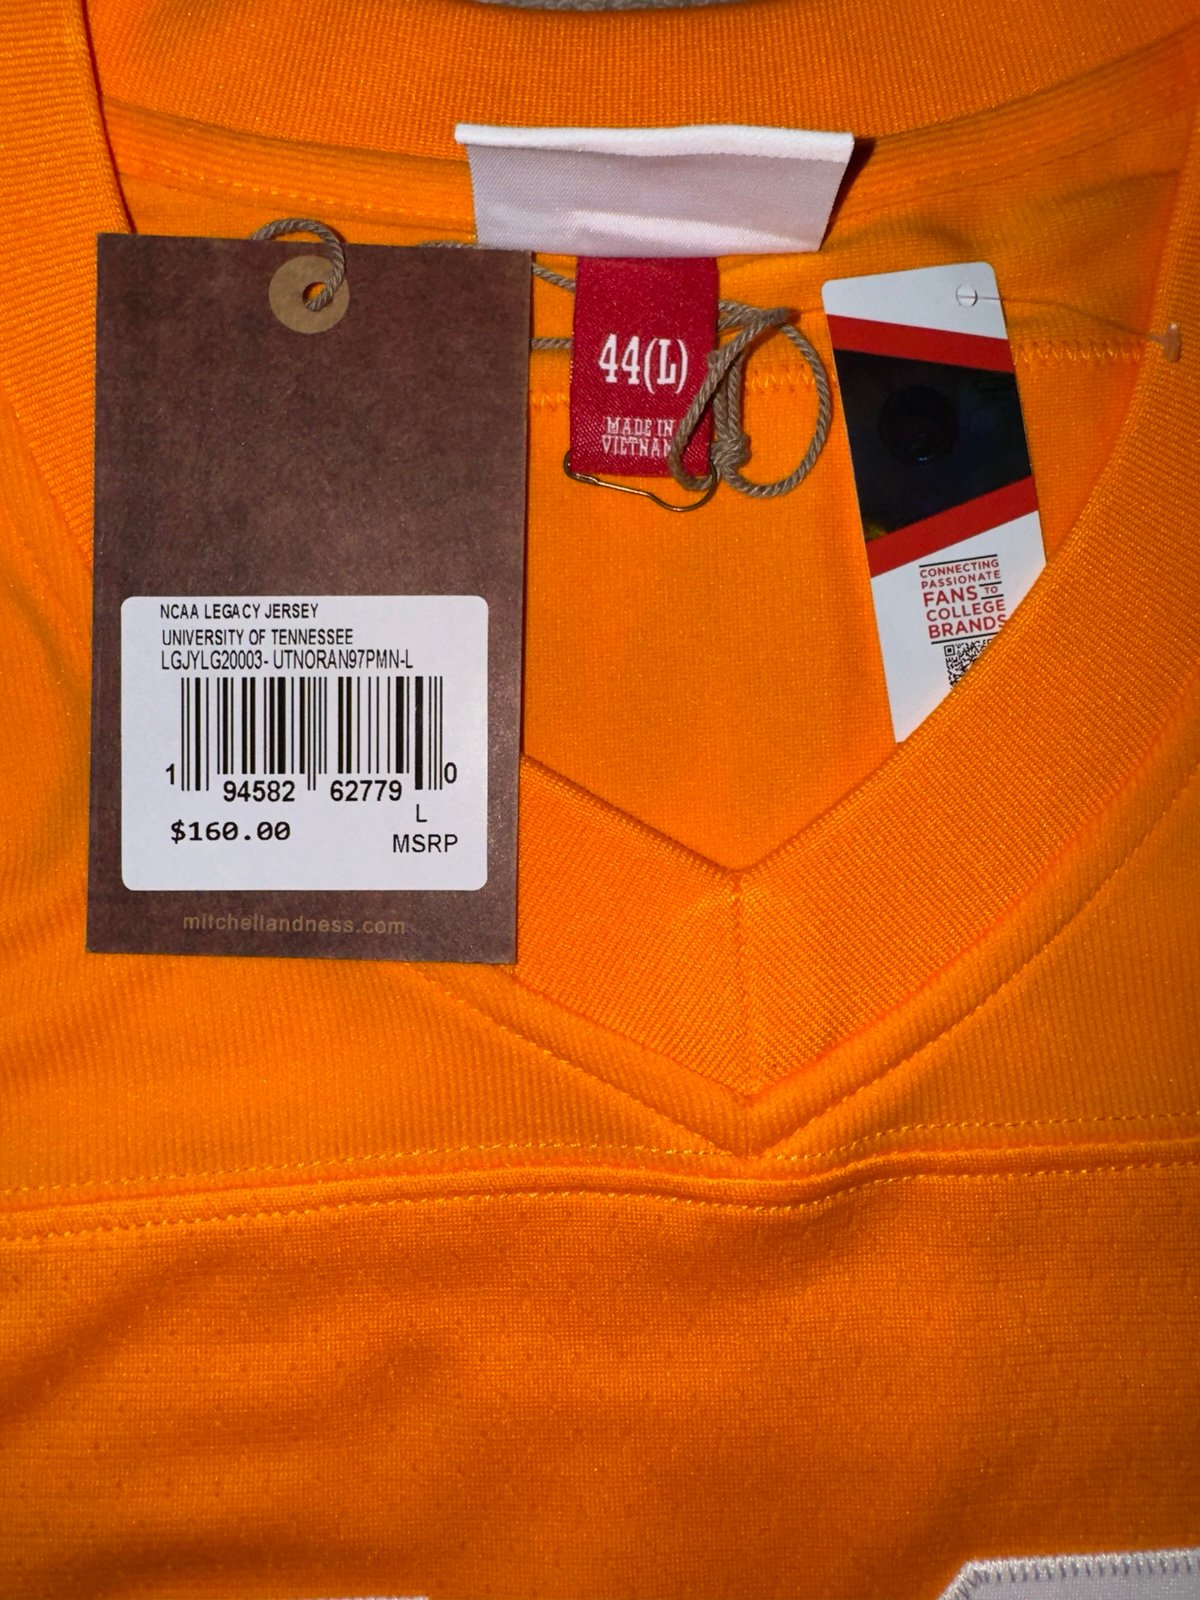 44(L)
MADE IN
VIETNAM
NCAA LEGACY JERSEY
UNIVERSITY OF TENNESSEE
LGJYLG20003- UTNORAN97PMN-L
1 94582 62779 0
L
$160.00
MSRP
mitchellandness.com
CONNECTING
PASSIONATE
FANS TO
COLLEGE
BRANDS